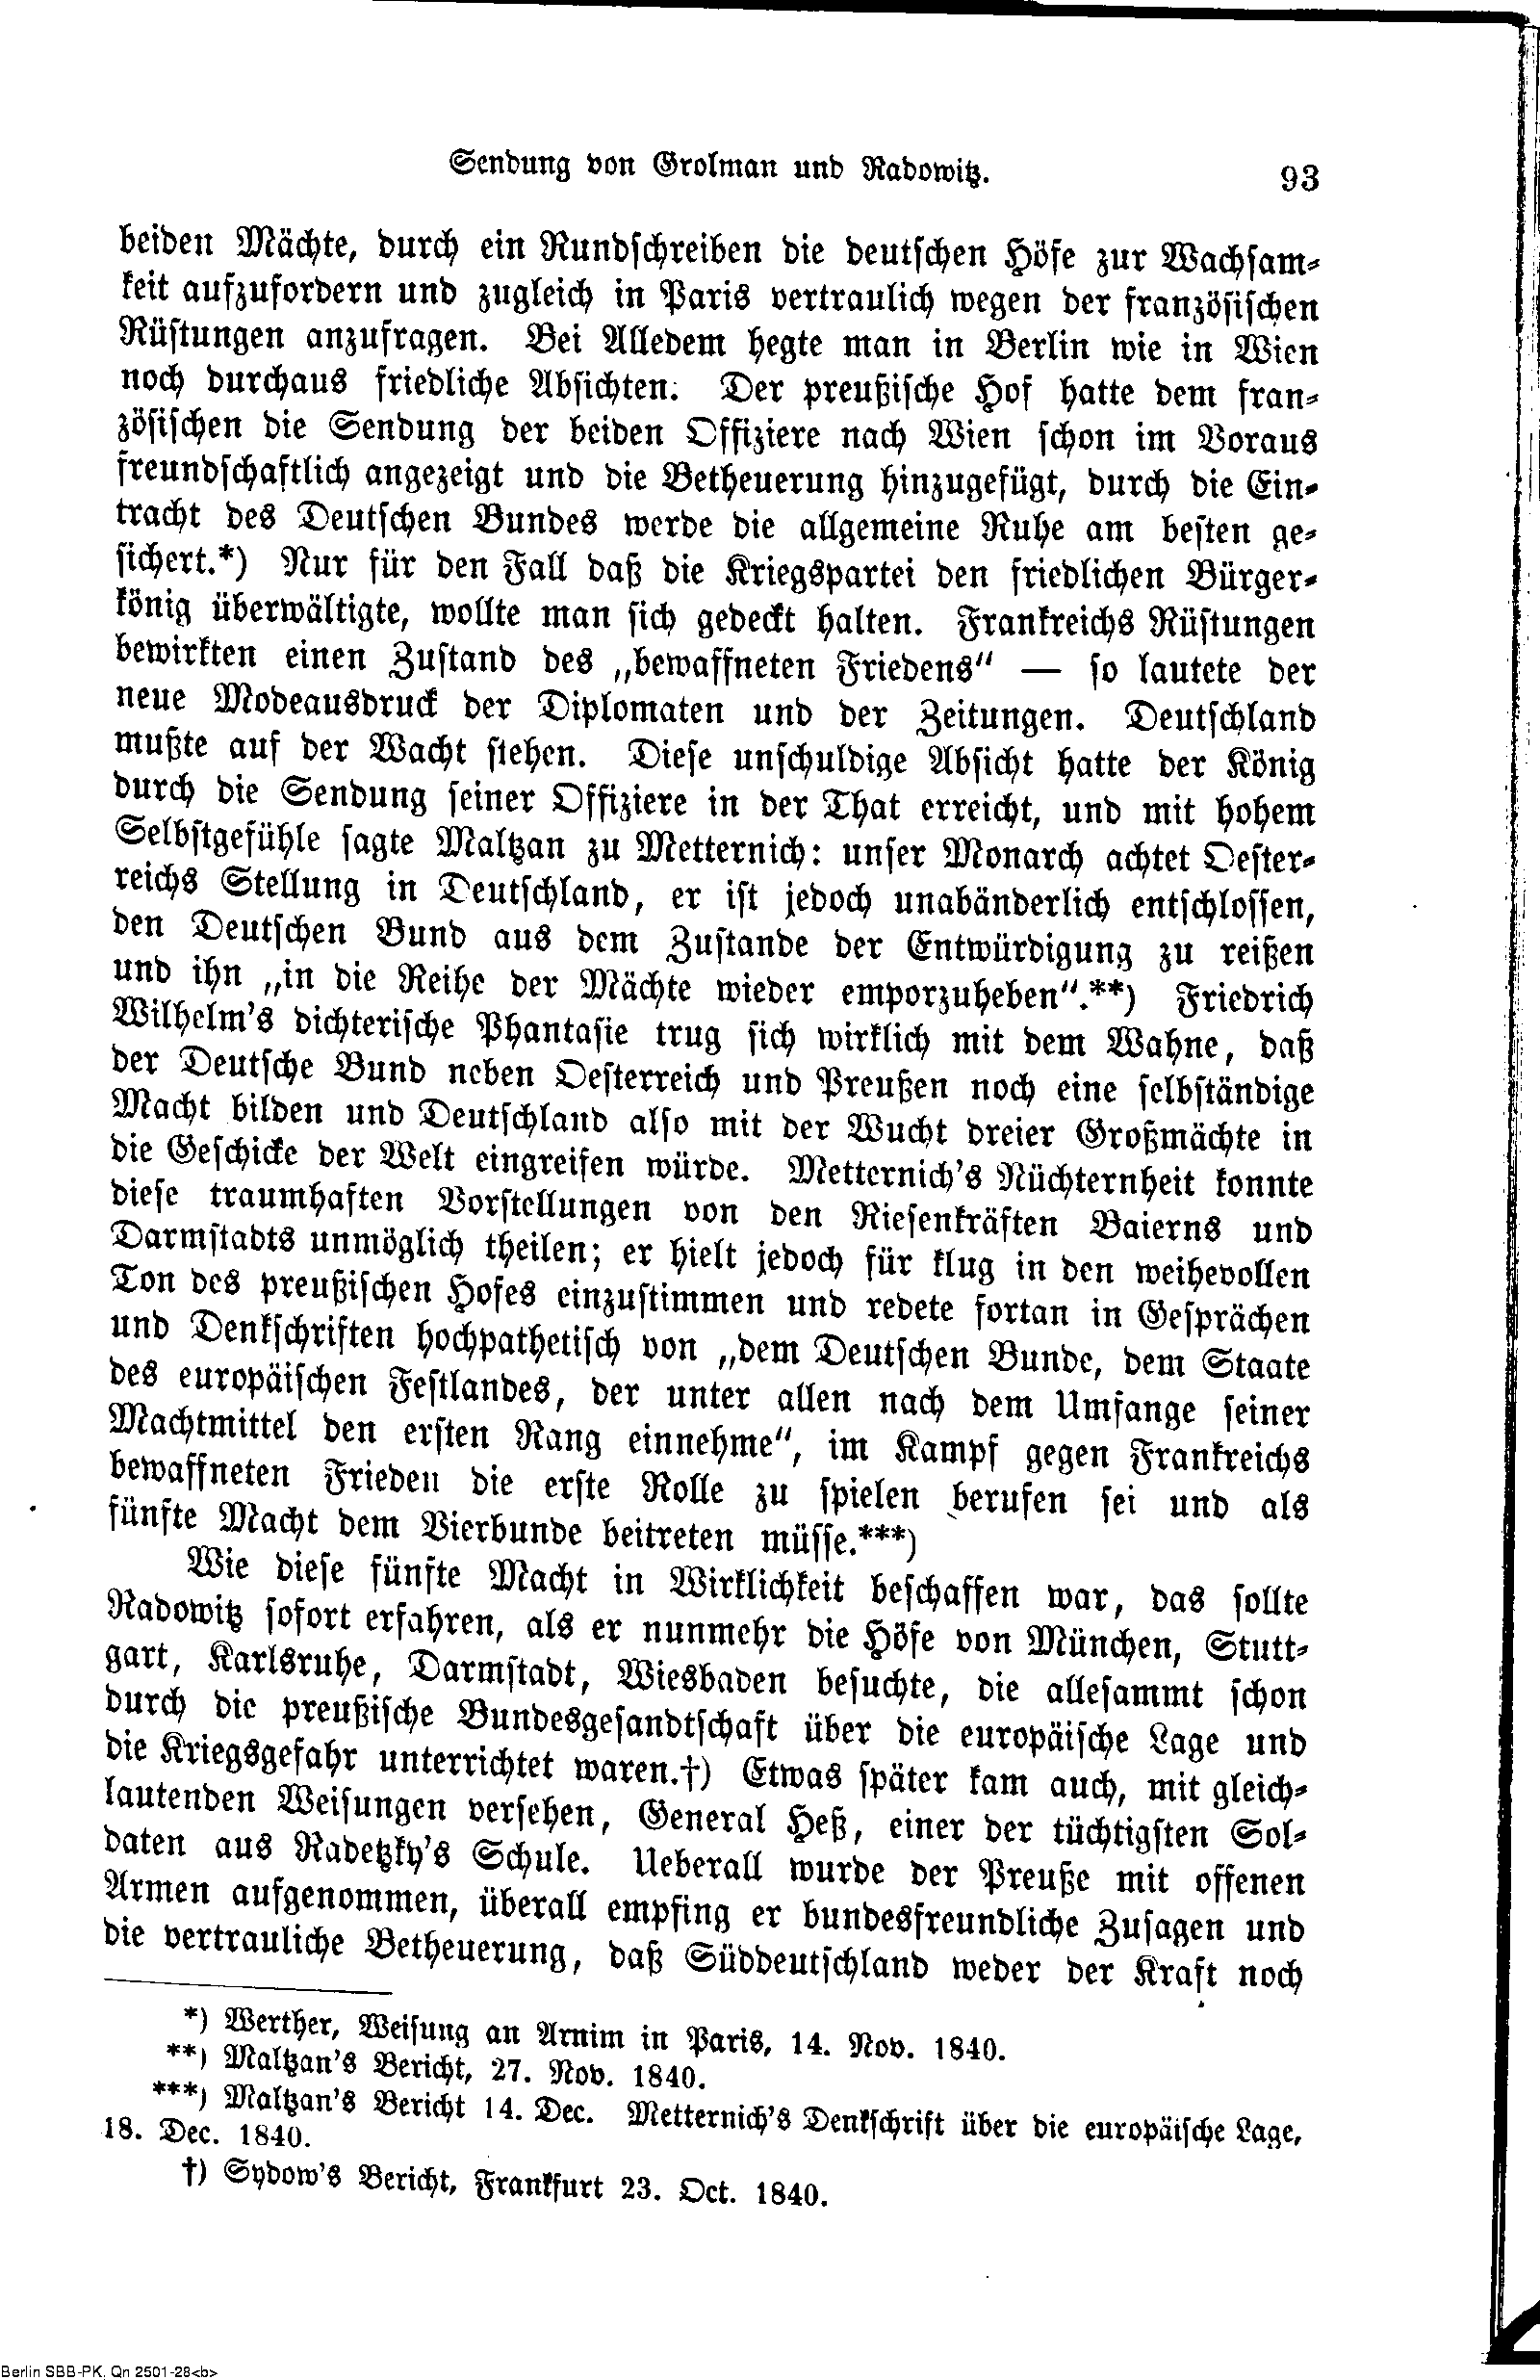 Sendung von Grolman und Radowitz.
93
beiden Mächte, durch ein Rundschreiben die deutschen Höfe zur Wachsam-
keit aufzufordern und zugleich in Paris vertraulich wegen der französischen
Rüstungen anzufragen. Bei Alledem hegte man in Berlin wie in Wien
noch durchaus friedliche Absichten. Der preußische Hof hatte dem fran-
zösischen die Sendung der beiden Offiziere nach Wien schon im Voraus
freundschaftlich angezeigt und die Betheuerung hinzugefügt, durch die Ein-
tracht des Deutschen Bundes werde die allgemeine Ruhe am besten ge-
sichert.*) Nur für den Fall daß die Kriegspartei den friedlichen Bürger-
könig überwältigte, wollte man sich gedeckt halten. Frankreichs Rüstungen
bewirkten einen Zustand des „bewaffneten Friedens“ — so lautete der
neue Modeausdruck der Diplomaten und der Zeitungen. Deutschland
mußte auf der Wacht stehen. Diese unschuldige Absicht hatte der König
durch die Sendung seiner Offiziere in der That erreicht, und mit hohem
Selbstgefühle sagte Maltzan zu Metternich: unser Monarch achtet Oester-
reichs Stellung in Deutschland, er ist jedoch unabänderlich entschlossen,
den Deutschen Bund aus dem Zustande der Entwürdigung zu reißen
und ihn „in die Reihe der Mächte wieder emporzuheben“.**) Friedrich
Wilhelm's dichterische Phantasie trug sich wirklich mit dem Wahne, daß
der Deutsche Bund neben Oesterreich und Preußen noch eine selbständige
Macht bilden und Deutschland also mit der Wucht dreier Großmächte in
die Geschicke der Welt eingreifen würde. Metternich's Nüchternheit konnte
diese traumhaften Vorstellungen von den Riesenkräften Baierns und
Darmstadts unmöglich theilen; er hielt jedoch für klug in den weihevollen
Ton des preußischen Hofes einzustimmen und redete fortan in Gesprächen
und Denkschriften hochpathetisch von „dem Deutschen Bunde, dem Staate
des europäischen Festlandes, der unter allen nach dem Umfange seiner
Machtmittel den ersten Rang einnehme“, im Kampf gegen Frankreichs
bewaffneten Frieden die erste Rolle zu spielen berufen sei und als
fünfte Macht dem Vierbunde beitreten müsse.***)
Wie diese fünfte Macht in Wirklichkeit beschaffen war, das sollte
Radowitz sofort erfahren, als er nunmehr die Höfe von München, Stutt-
gart, Karlsruhe, Darmstadt, Wiesbaden besuchte, die allesammt schon
durch die preußische Bundesgesandtschaft über die europäische Lage und
die Kriegsgefahr unterrichtet waren.†) Etwas später kam auch, mit gleich-
lautenden Weisungen versehen, General Heß, einer der tüchtigsten Sol-
daten aus Radetzky's Schule. Ueberall wurde der Preuße mit offenen
Armen aufgenommen, überall empfing er bundesfreundliche Zusagen und
die vertrauliche Betheuerung, daß Süddeutschland weder der Kraft noch
*) Werther, Weisung an Arnim in Paris, 14. Nov. 1840.
**) Maltzan's Bericht, 27. Nov. 1840.
***) Maltzan's Bericht 14. Dec. Metternich's Denkschrift über die europäische Lage,
18. Dec. 1840.
†) Sydow's Bericht, Frankfurt 23. Oct. 1840.
Berlin SBB-PK, Qn 2501-28<b>